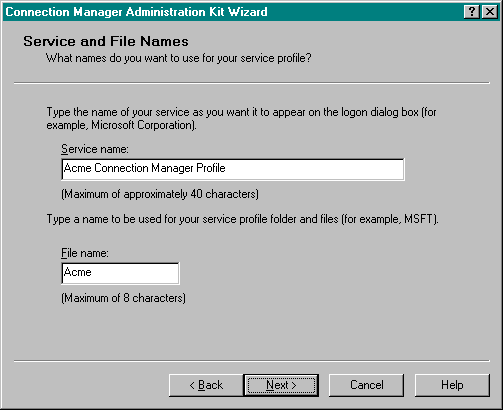 Connection Manager Administration Kit Wizard
Service and File Names
What names do you want to use for your service profile?
Type the name of your service as you want it to appear on the logon dialog box (for
example, Microsoft Corporation).
Service name:
Acme Connection Manager Profile
(Maximum of approximately 40 characters)
Type a name to be used for your service profile folder and files (for example, MSFT).
File name:
Acme
(Maximum of 8 characters)
< Back Next > Cancel Help